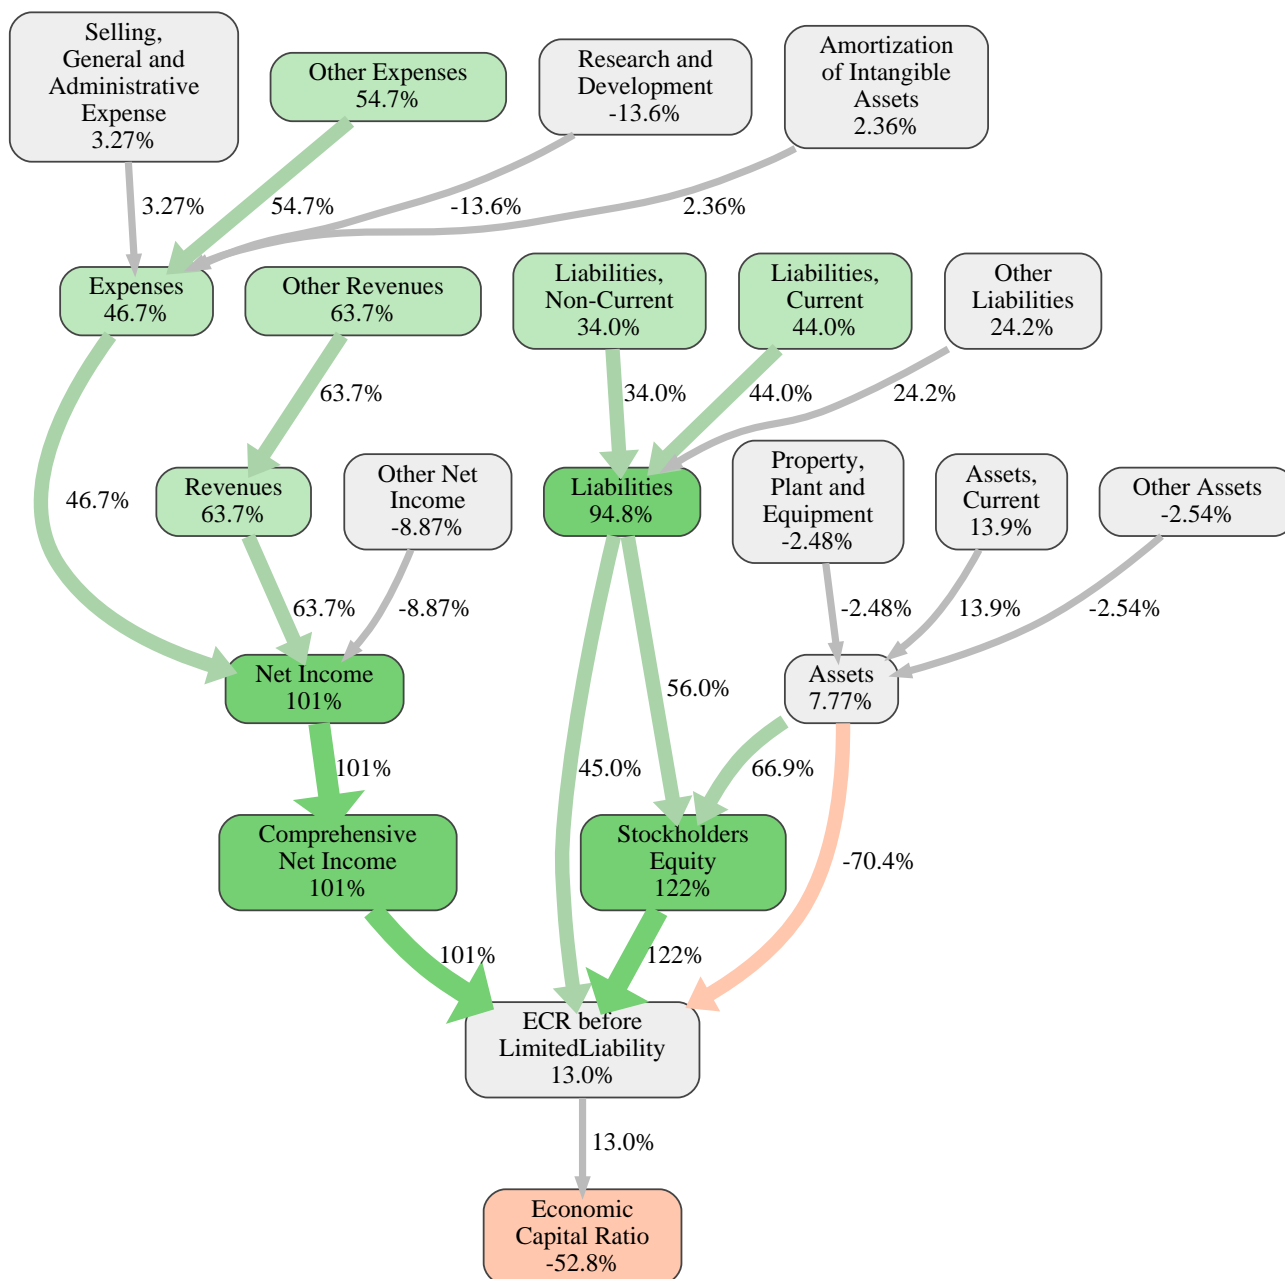 Selling,
General and
Administrative
Expense
3.27%
Other Expenses
54.7%
Research and
Development
-13.6%
Amortization
of Intangible
Assets
2.36%
3.27%
54.7%
-13.6%
2.36%
Expenses
46.7%
Other Revenues
63.7%
Liabilities,
Non-Current
34.0%
Liabilities,
Current
44.0%
Other
Liabilities
24.2%
63.7%
34.0%
44.0%
24.2%
46.7%
Revenues
63.7%
Other Net
Income
-8.87%
Liabilities
94.8%
Property,
Plant and
Equipment
-2.48%
Assets,
Current
13.9%
Other Assets
-2.54%
63.7%
-8.87%
-2.48%
13.9%
-2.54%
Net Income
101%
56.0%
Assets
7.77%
101%
45.0%
66.9%
Comprehensive
Net Income
101%
Stockholders
Equity
122%
-70.4%
101%
122%
ECR before
LimitedLiability
13.0%
13.0%
Economic
Capital Ratio
-52.8%